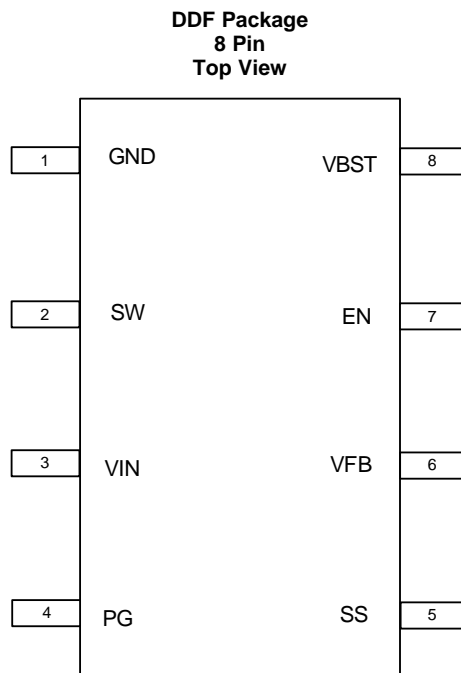 DDF Package
8 Pin
Top View
1 GND VBST 8
2 SW EN 7
3 VIN VFB 6
4 PG SS 5